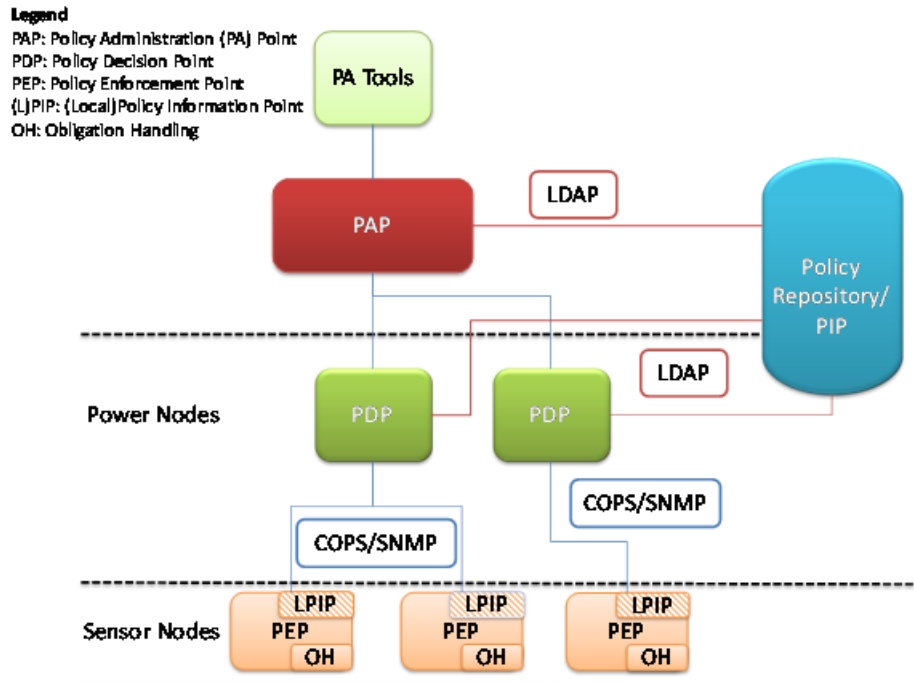 Legend
PAP: Policy Administration (PA) Point
PDP: Policy Decision Point
PEP: Policy Enforcement Point
(L)PIP: (Local)Policy Information Point
OH: Obligation Handling
PA Tools
LDAP
PAP
Policy
Repository/
PIP
LDAP
Power Nodes
PDP
PDP
COPS/SNMP
COPS/SNMP
Sensor Nodes
LPIP
PEP
OH
LPIP
PEP
OH
LPIP
PEP
OH